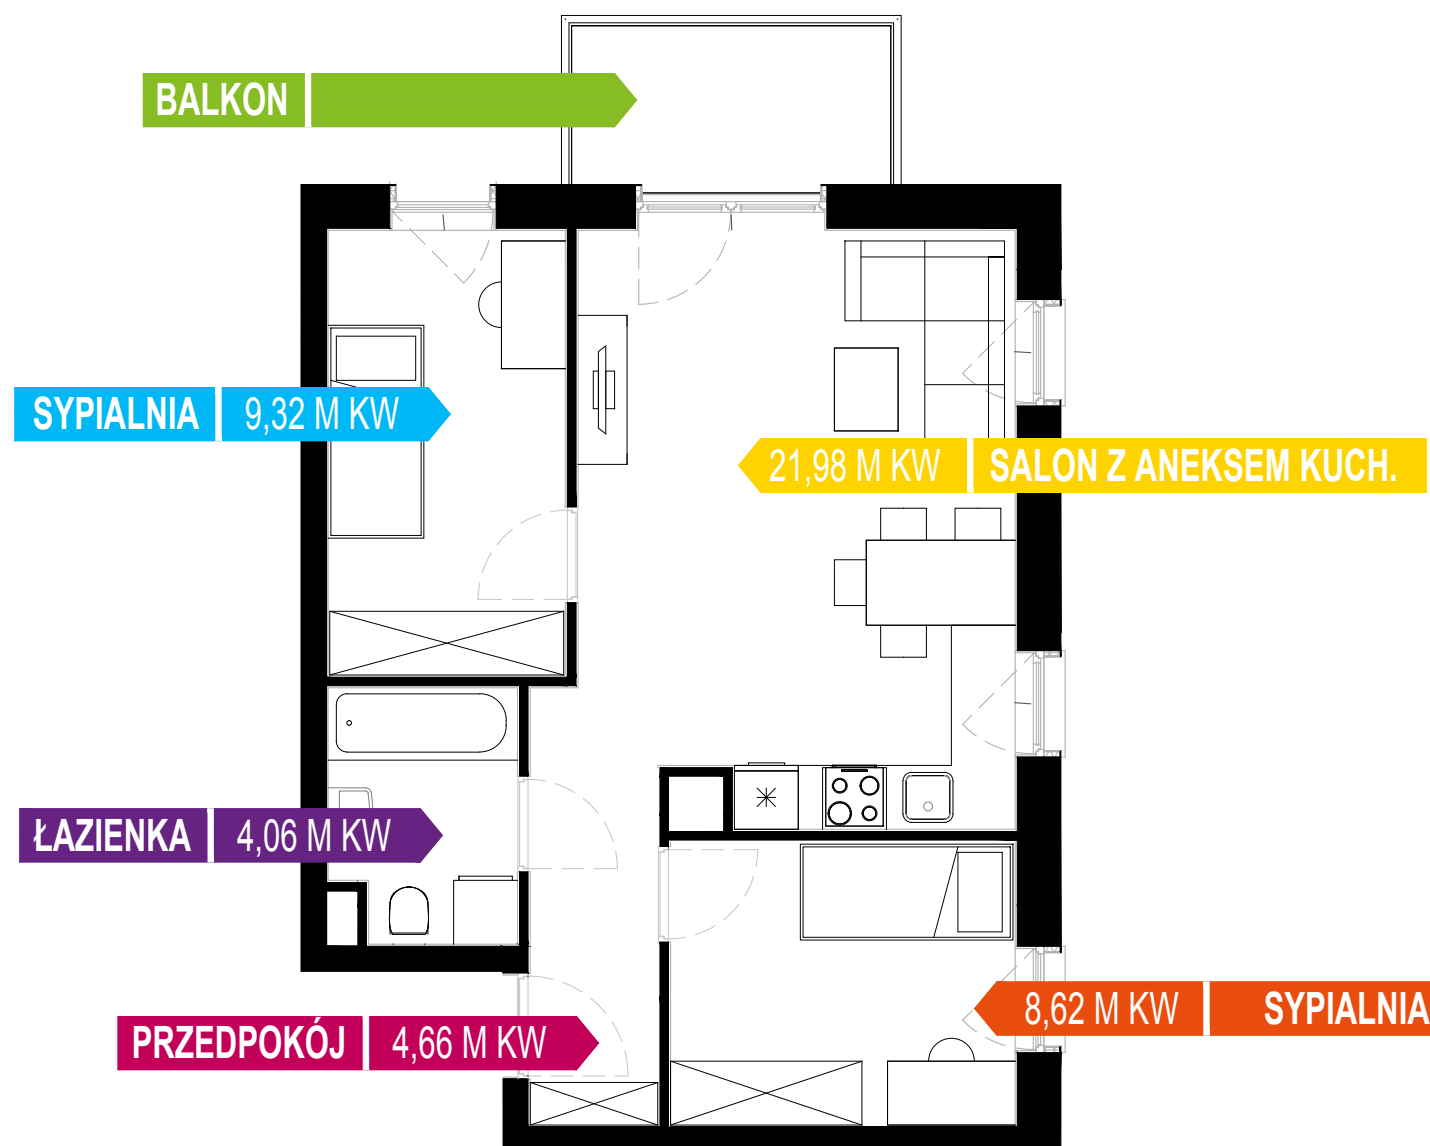 BALKON
SYPIALNIA 9,32 M KW
21,98 M KW SALON Z ANEKSEM KUCH.
ŁAZIENKA 4,06 M KW
8,62 M KW SYPIALNIA
PRZEDPOKÓJ 4,66 M KW